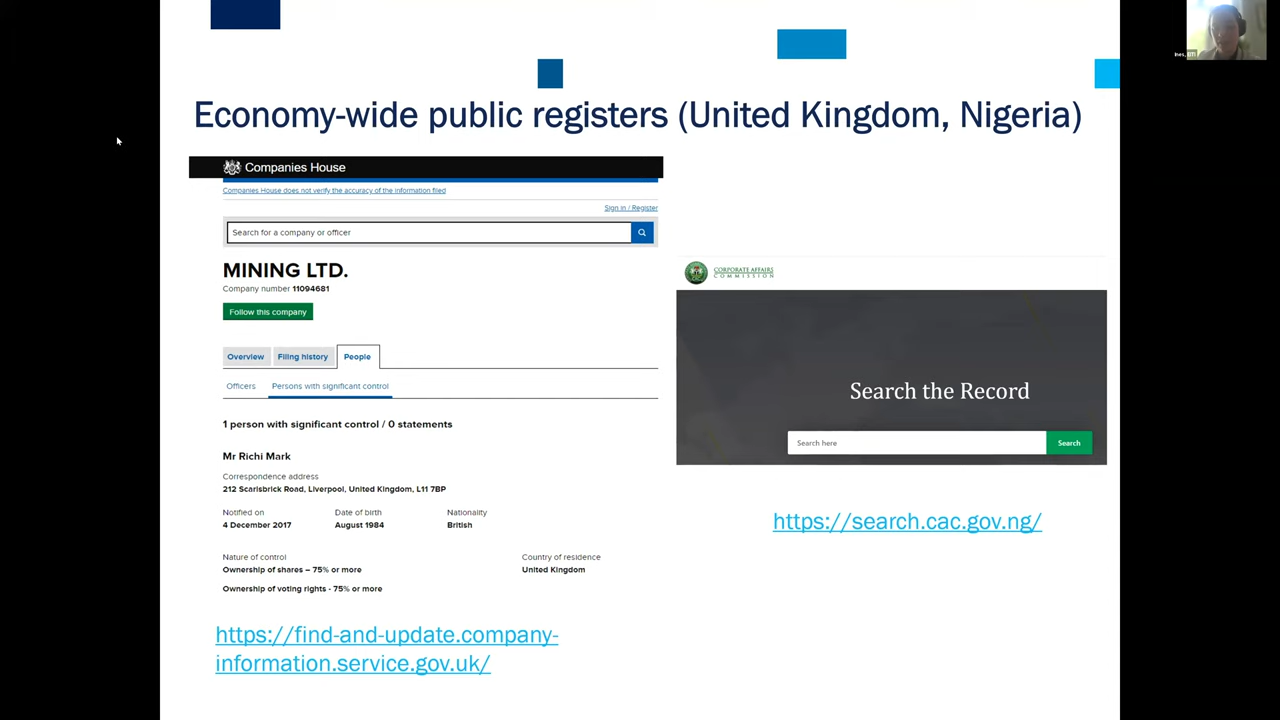 Ines, EITI
Economy-wide public registers (United Kingdom, Nigeria)
Companies House
Companies House does not verify the accuracy of the information filed
Sign in / Register
Search for a company or officer
MINING LTD.
Company number 11094681
Follow this company
Overview Filing history People
Officers Persons with significant control
1 person with significant control / 0 statements
Mr Richi Mark
Correspondence address
212 Scarisbrick Road, Liverpool, United Kingdom, L11 7BP
Notified on Date of birth Nationality
4 December 2017 August 1984 British
Nature of control Country of residence
Ownership of shares – 75% or more United Kingdom
Ownership of voting rights - 75% or more
https://find-and-update.company-
information.service.gov.uk/
CORPORATE AFFAIRS
COMMISSION
Search the Record
Search here Search
https://search.cac.gov.ng/